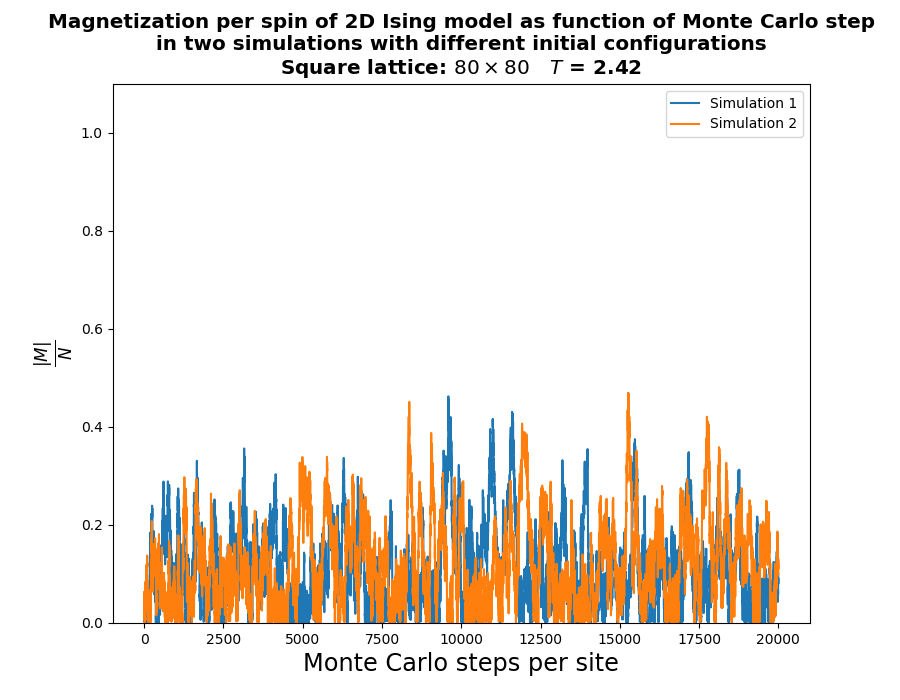 Magnetization per spin of 2D Ising model as function of Monte Carlo step
in two simulations with different initial configurations
Square lattice: 80 × 80 T = 2.42
Simulation 1
Simulation 2
1.0
0.8
0.6
0.4
0.2
0.0
|M|
N
0 2500 5000 7500 10000 12500 15000 17500 20000
Monte Carlo steps per site